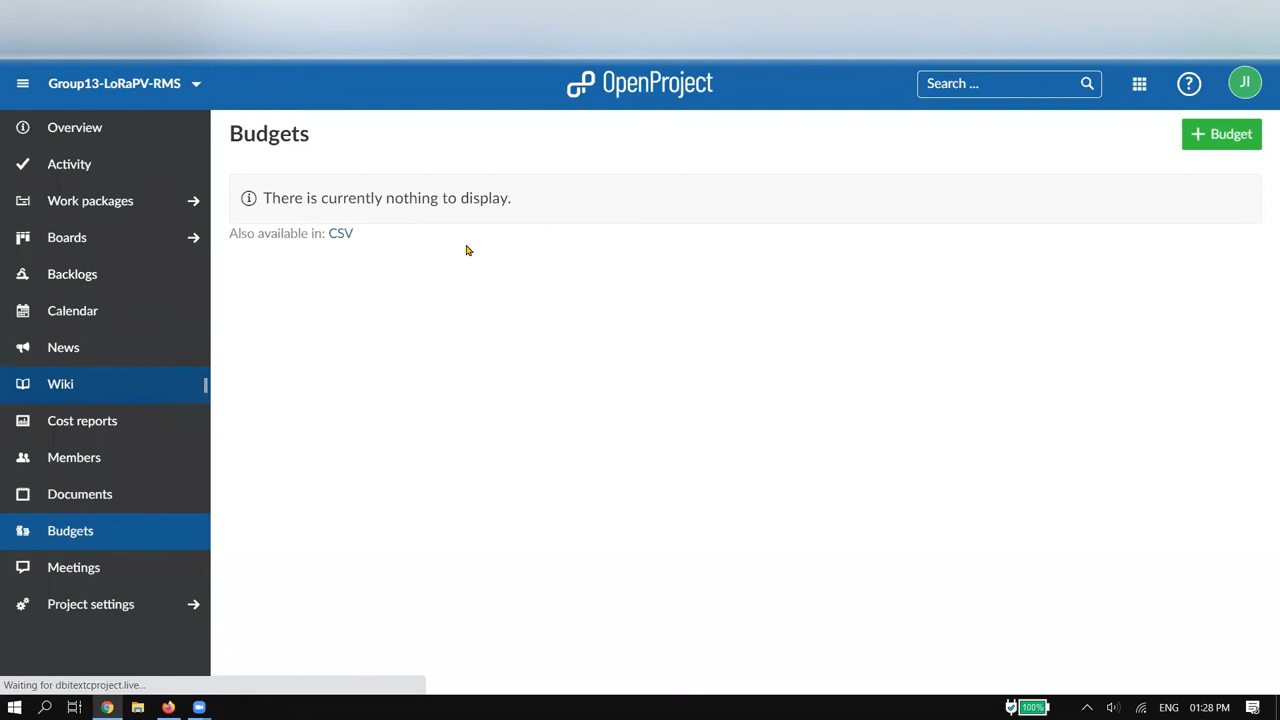 Group13-LoRaPV-RMS
OpenProject
Search ...
?
JI
Overview
Activity
Work packages
Boards
Backlogs
Calendar
News
Wiki
Cost reports
Members
Documents
Budgets
Meetings
Project settings
Budgets
+ Budget
There is currently nothing to display.
Also available in: CSV
Waiting for dbitextcproject.live...
100%
ENG
01:28 PM